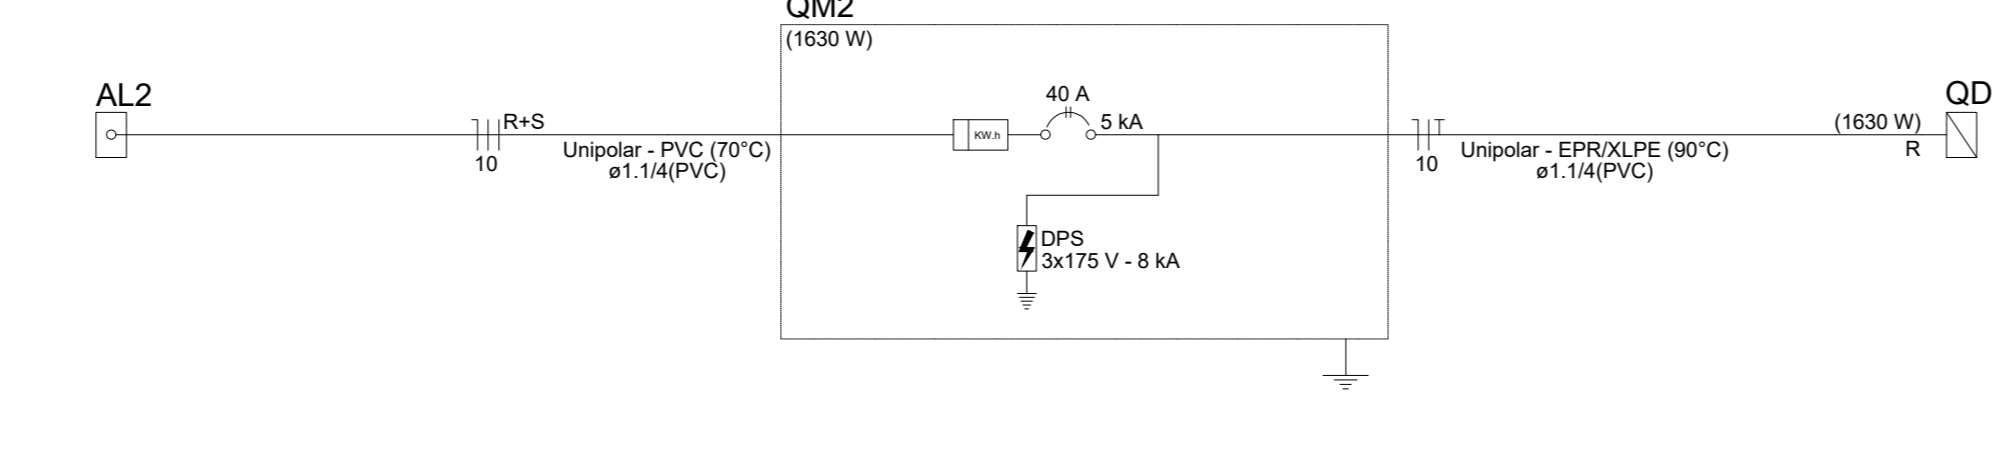 QM2
(1630 W)
AL2
R+S
10
Unipolar - PVC (70°C)
ø1.1/4(PVC)
KW.h
40 A
5 kA
DPS
3x175 V - 8 kA
10
Unipolar - EPR/XLPE (90°C)
ø1.1/4(PVC)
(1630 W)
R
QD